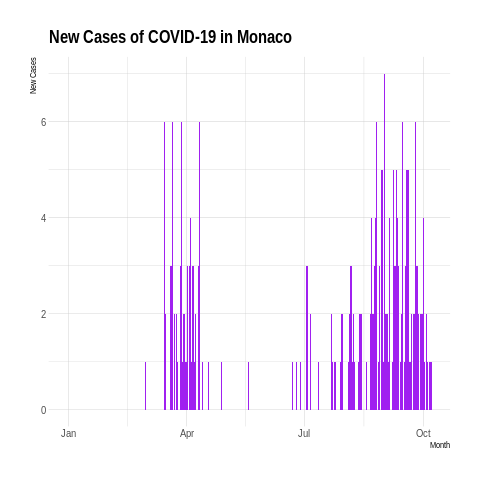 New Cases of COVID-19 in Monaco
New Cases
6
4
2
0
Jan Apr Jul Oct
Month